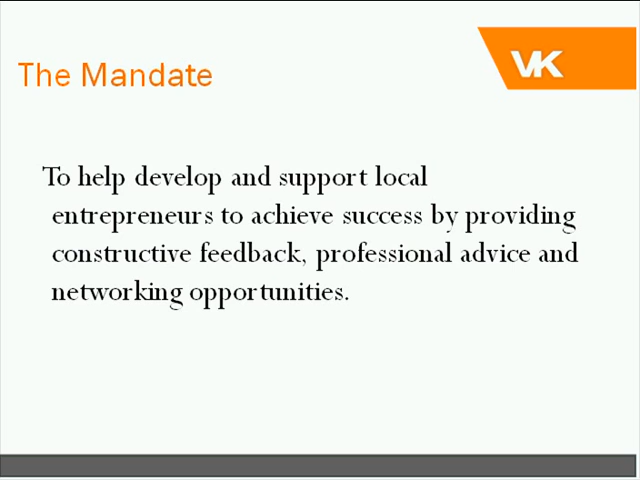 The Mandate
VK
To help develop and support local
entrepreneurs to achieve success by providing
constructive feedback, professional advice and
networking opportunities.